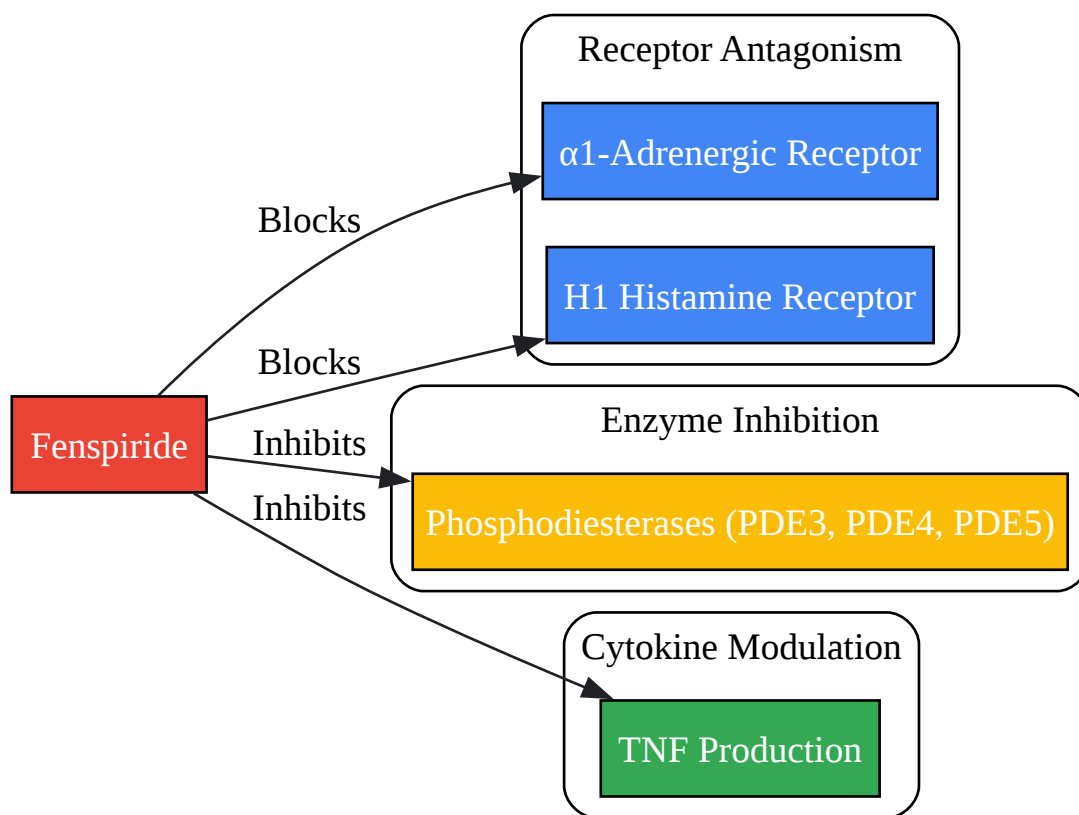 Receptor Antagonism
α1-Adrenergic Receptor
Blocks
H1 Histamine Receptor
Blocks
Enzyme Inhibition
Fenspiride
Inhibits
Phosphodiesterases (PDE3, PDE4, PDE5)
Inhibits
Cytokine Modulation
TNF Production